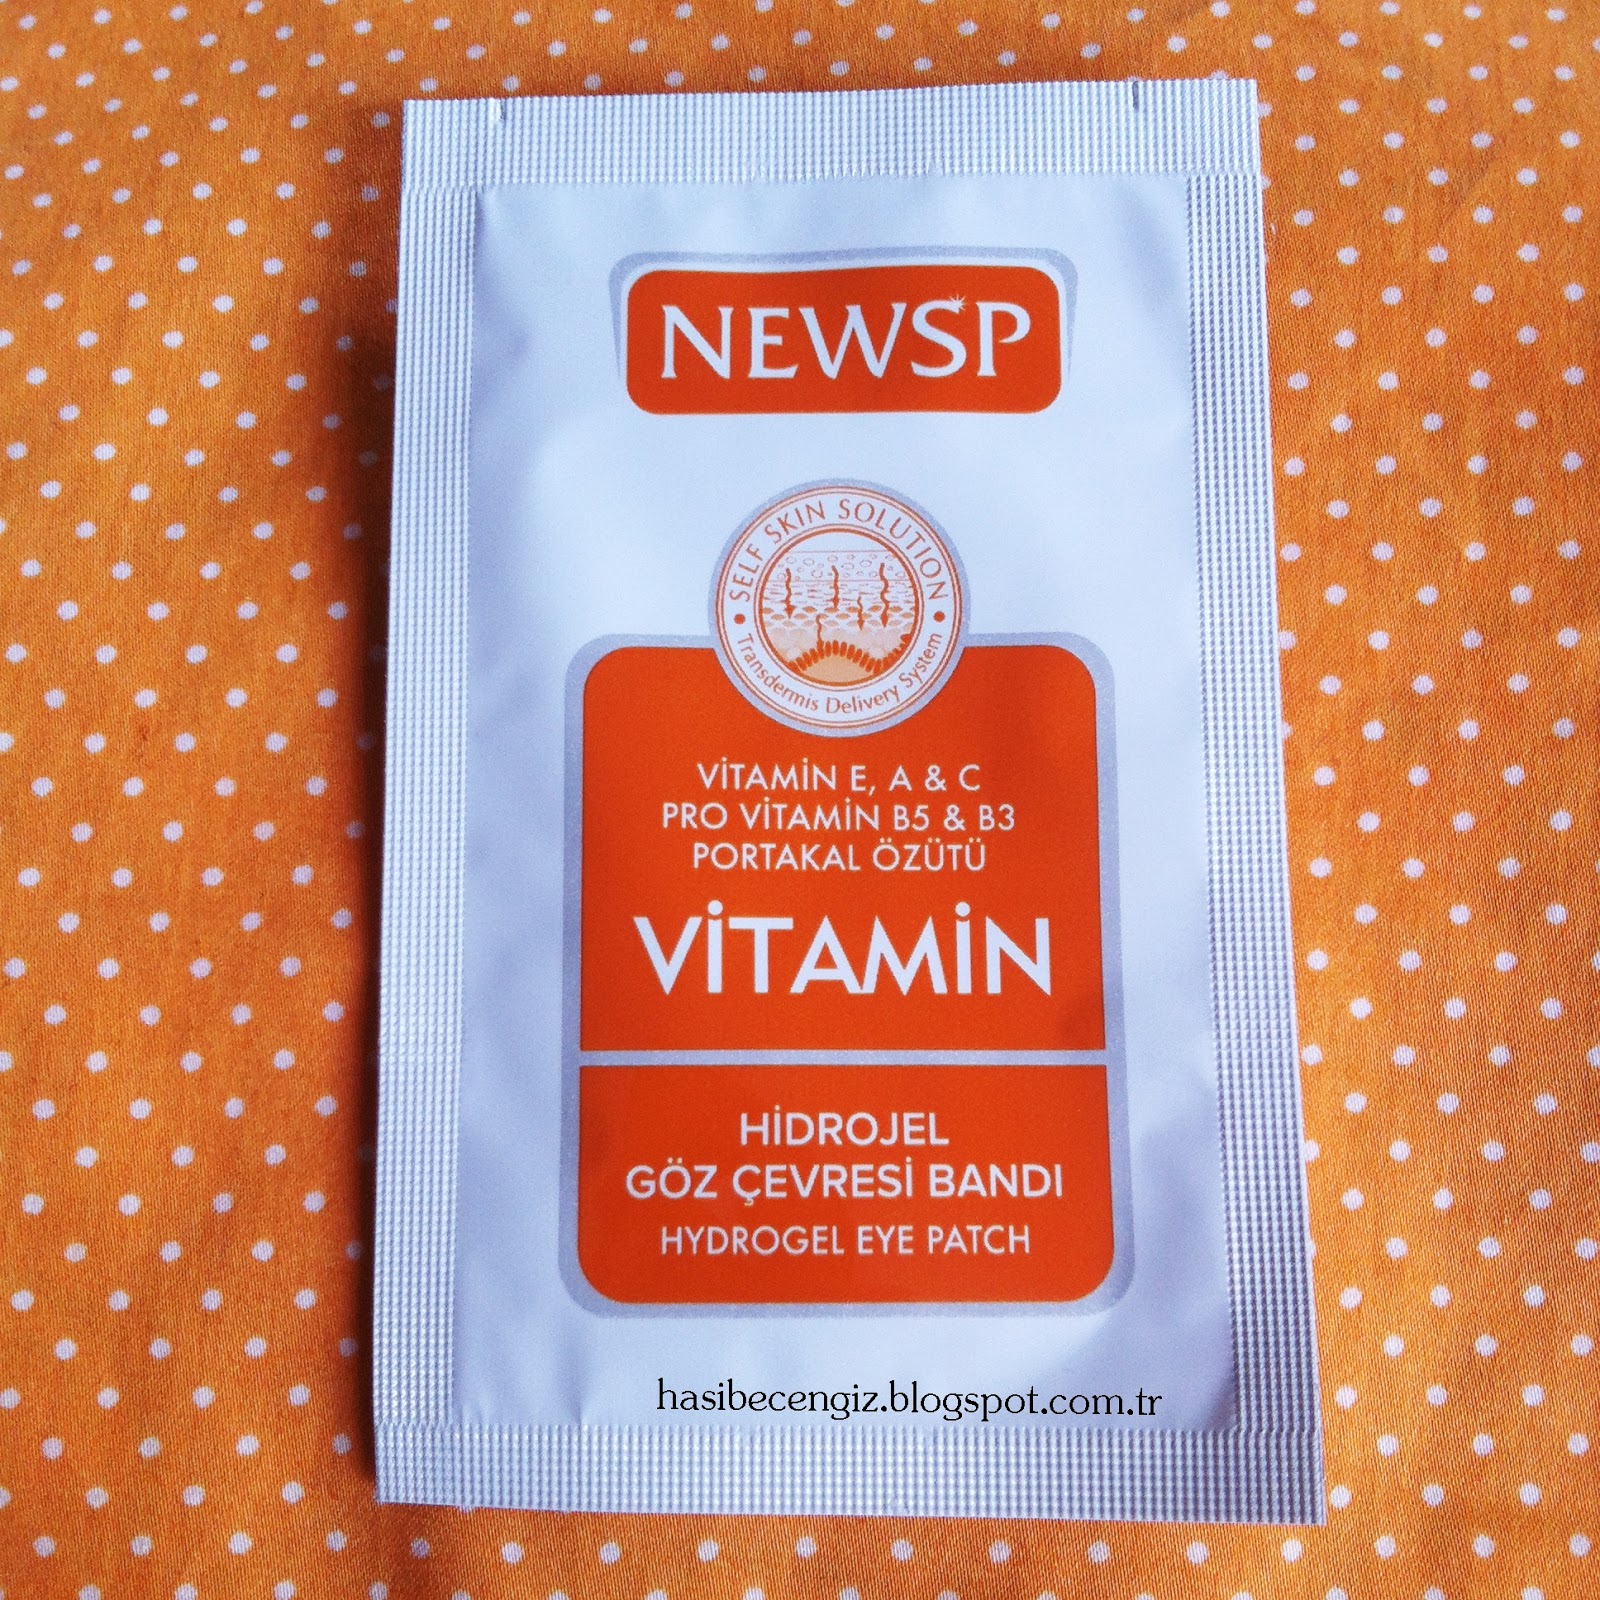 NEWSP
SELF SKIN SOLUTION
Transdermis Delivery System
VİTAMİN E, A & C
PRO VİTAMİN B5 & B3
PORTAKAL ÖZÜTÜ
VİTAMİN
HİDROJEL
GÖZ ÇEVRESİ BANDI
HYDROGEL EYE PATCH
hasibecengiz.blogspot.com.tr